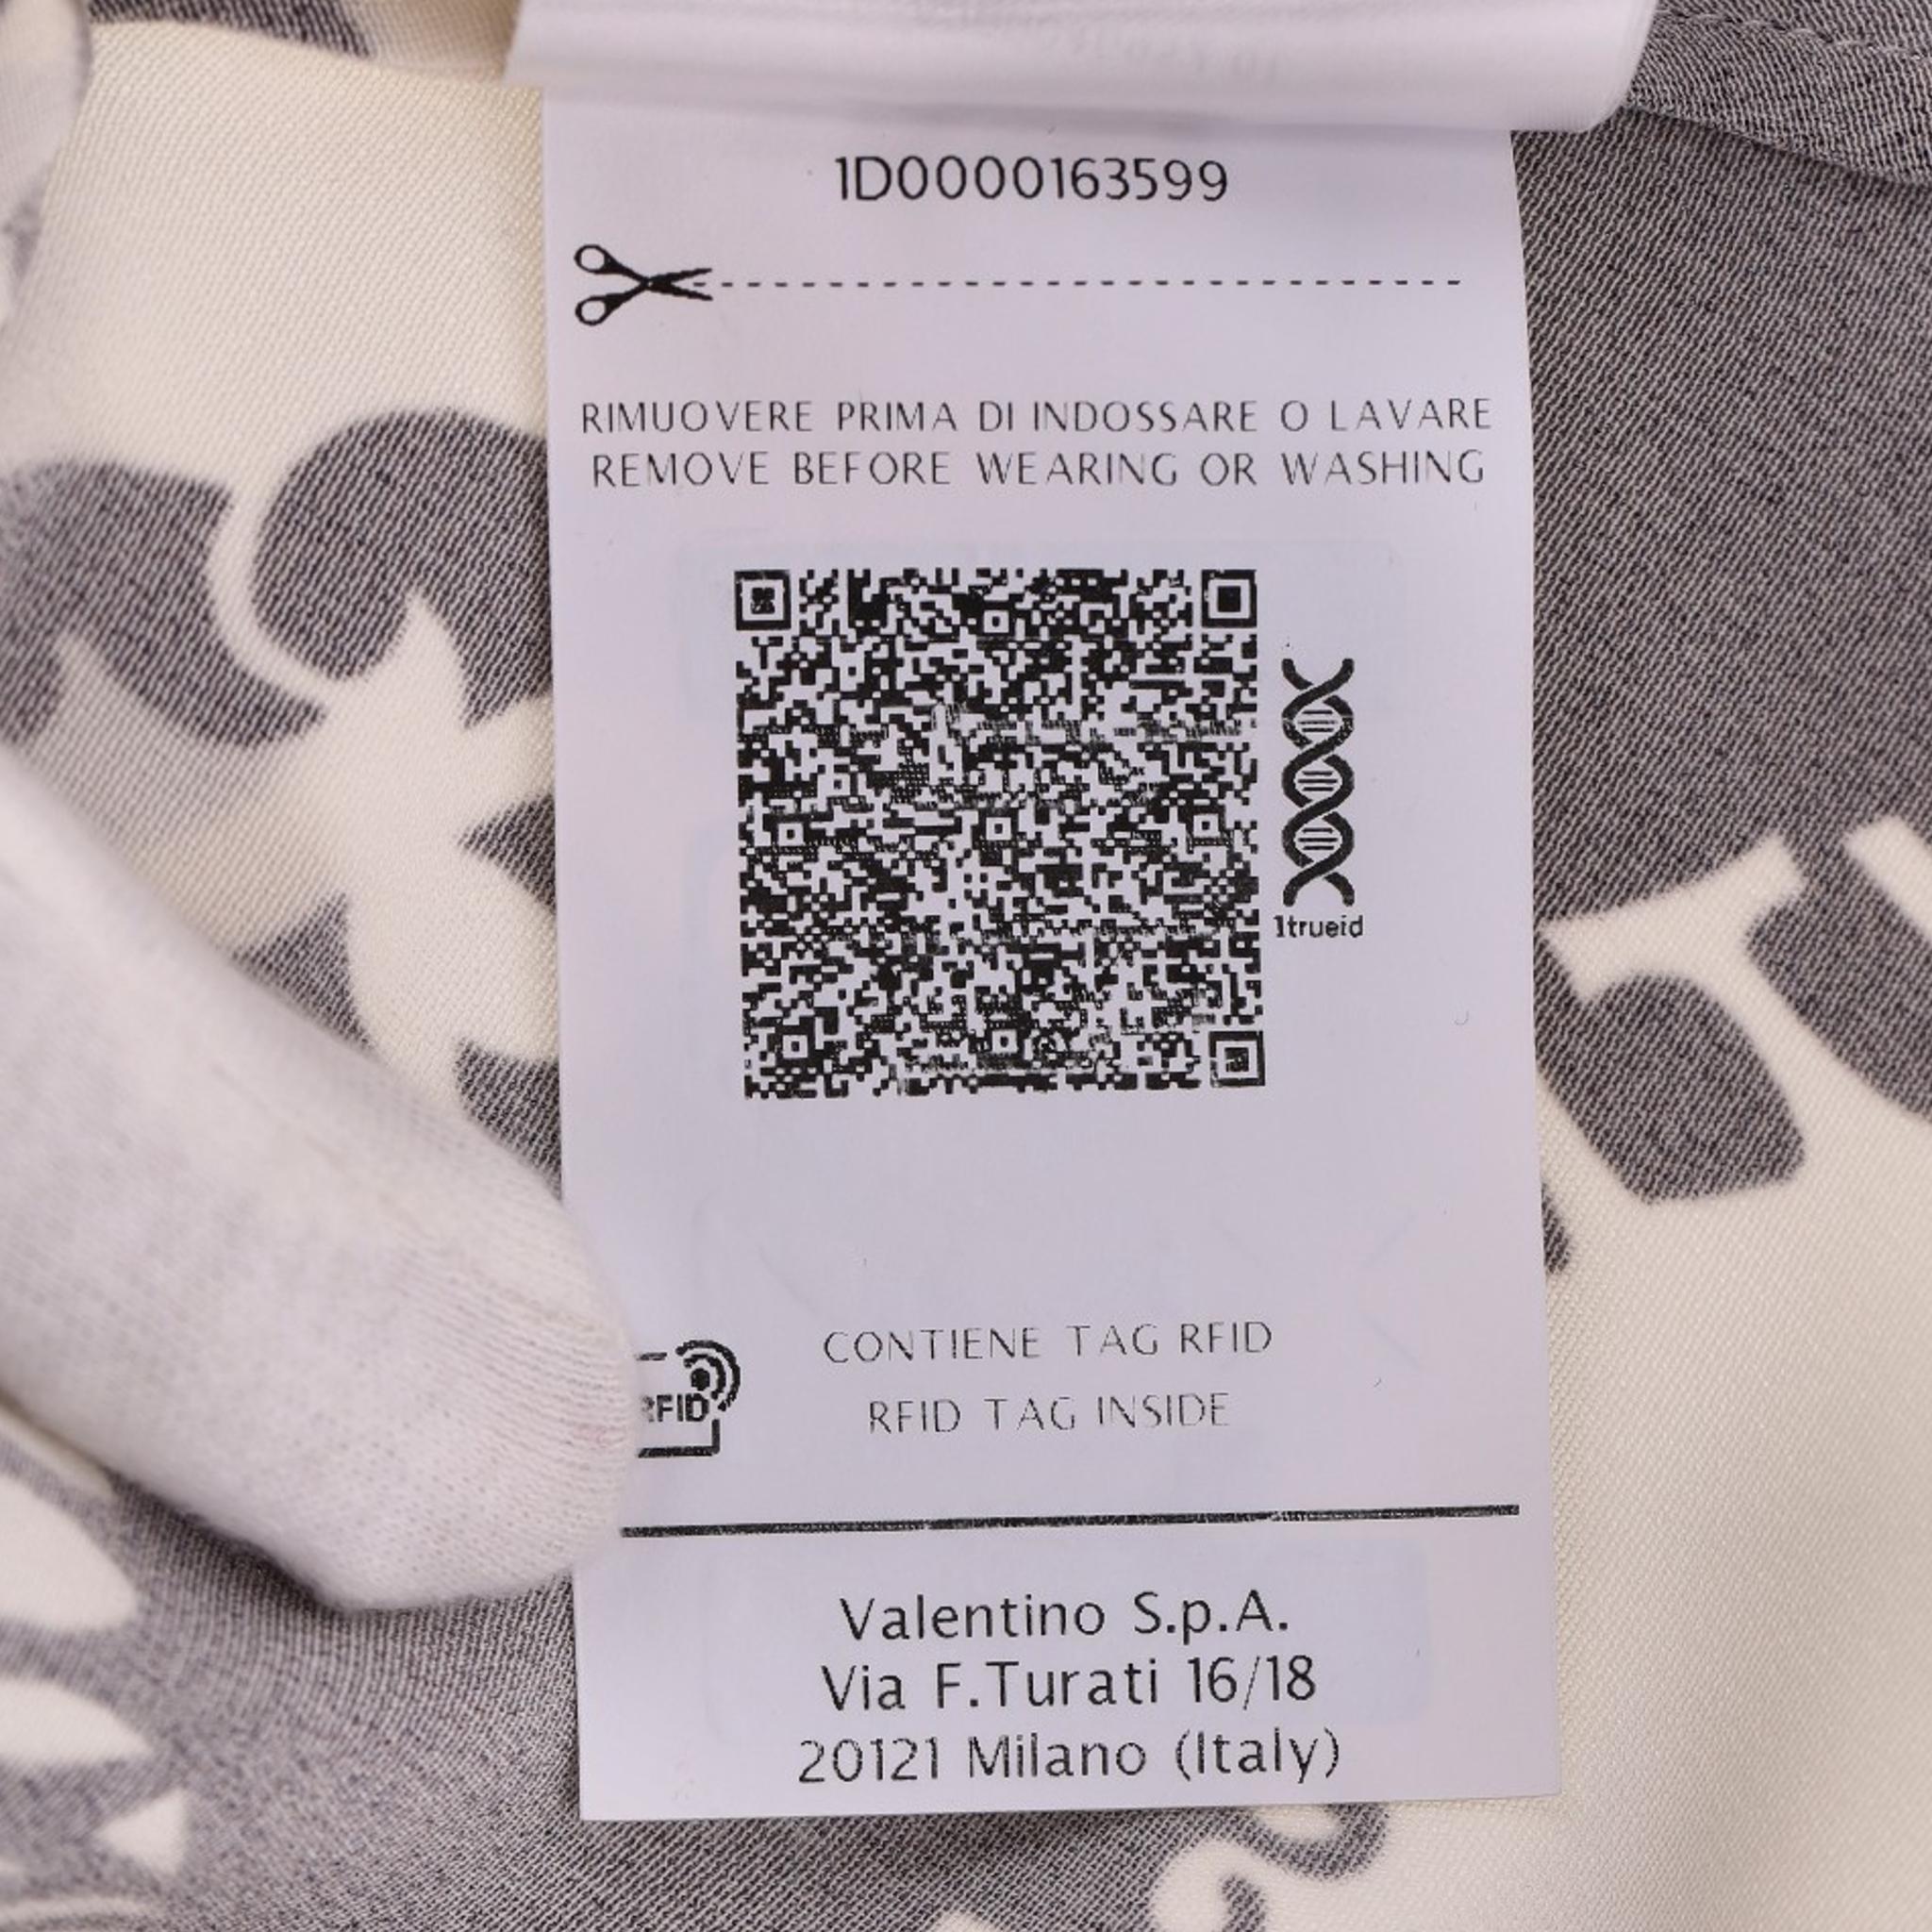 1D0000163599
RIMUOVERE PRIMA DI INDOSSARE O LAVARE
REMOVE BEFORE WEARING OR WASHING
1trueid
CONTIENE TAG RFID
RFID
RFID TAG INSIDE
Valentino S.p.A.
Via F.Turati 16/18
20121 Milano (Italy)